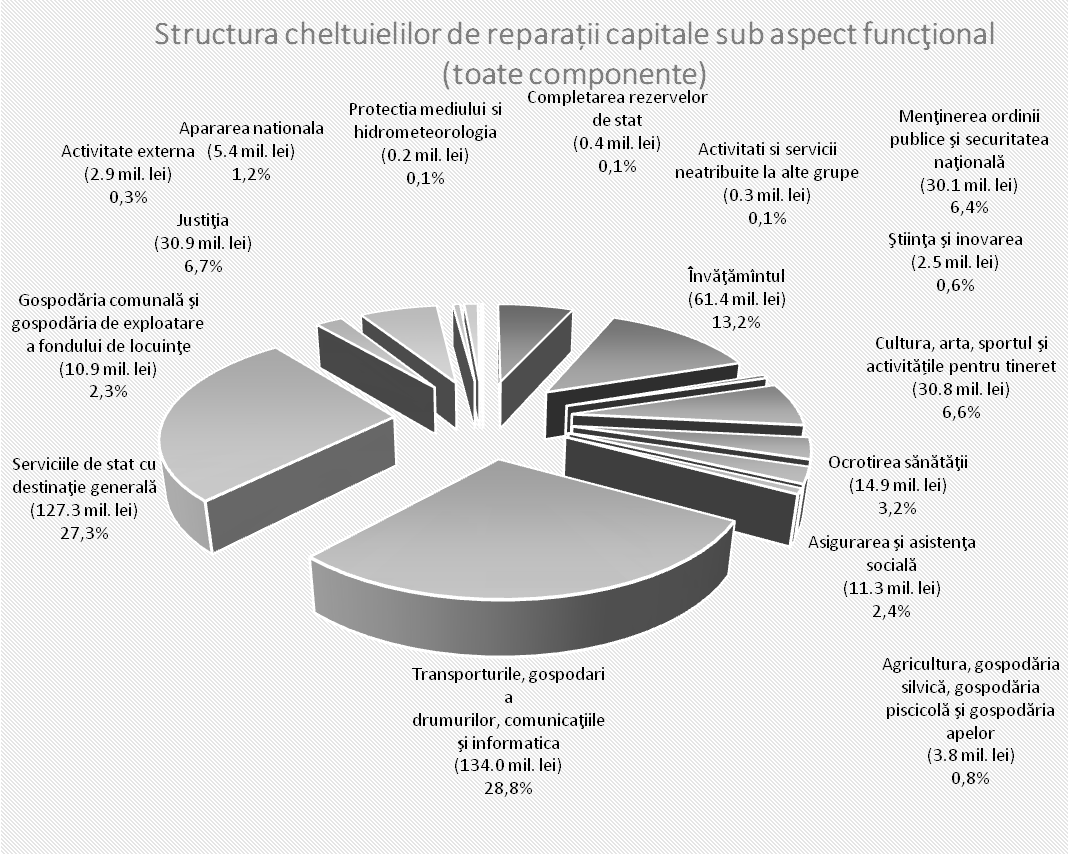 Structura cheltuielilor de reparații capitale sub aspect funcţional
(toate componente)
Activitate externa
(2.9 mil. lei)
0,3%
Apararea nationala
(5.4 mil. lei)
1,2%
Protectia mediului si
hidrometeorologia
(0.2 mil. lei)
0,1%
Completarea rezervelor
de stat
(0.4 mil. lei)
0,1%
Activitati si servicii
neatribuite la alte grupe
(0.3 mil. lei)
0,1%
Menţinerea ordinii
publice şi securitatea
naţională
(30.1 mil. lei)
6,4%
Justiţia
(30.9 mil. lei)
6,7%
Ştiinţa şi inovarea
(2.5 mil. lei)
0,6%
Învăţămîntul
(61.4 mil. lei)
13,2%
Gospodăria comunală şi
gospodăria de exploatare
a fondului de locuinţe
(10.9 mil. lei)
2,3%
Cultura, arta, sportul şi
activităţile pentru tineret
(30.8 mil. lei)
6,6%
Serviciile de stat cu
destinaţie generală
(127.3 mil. lei)
27,3%
Ocrotirea sănătăţii
(14.9 mil. lei)
3,2%
Asigurarea şi asistenţa
socială
(11.3 mil. lei)
2,4%
Transporturile, gospodari
a
drumurilor, comunicaţiile
şi informatica
(134.0 mil. lei)
28,8%
Agricultura, gospodăria
silvică, gospodăria
piscicolă şi gospodăria
apelor
(3.8 mil. lei)
0,8%